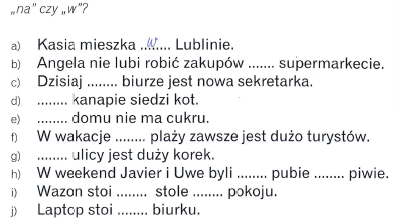 „na” czy „w”?
a) Kasia mieszka ...w... Lublinie.
b) Angela nie lubi robić zakupów ....... supermarkecie.
c) Dzisiaj ........ biurze jest nowa sekretarka.
d) ........ kanapie siedzi kot.
e) ........ domu nie ma cukru.
f) W wakacje ........ plaży zawsze jest dużo turystów.
g) ........ ulicy jest duży korek.
h) W weekend Javier i Uwe byli ........ pubie ........ piwie.
i) Wazon stoi ........ stole ........ pokoju.
j) Laptop stoi ........ biurku.